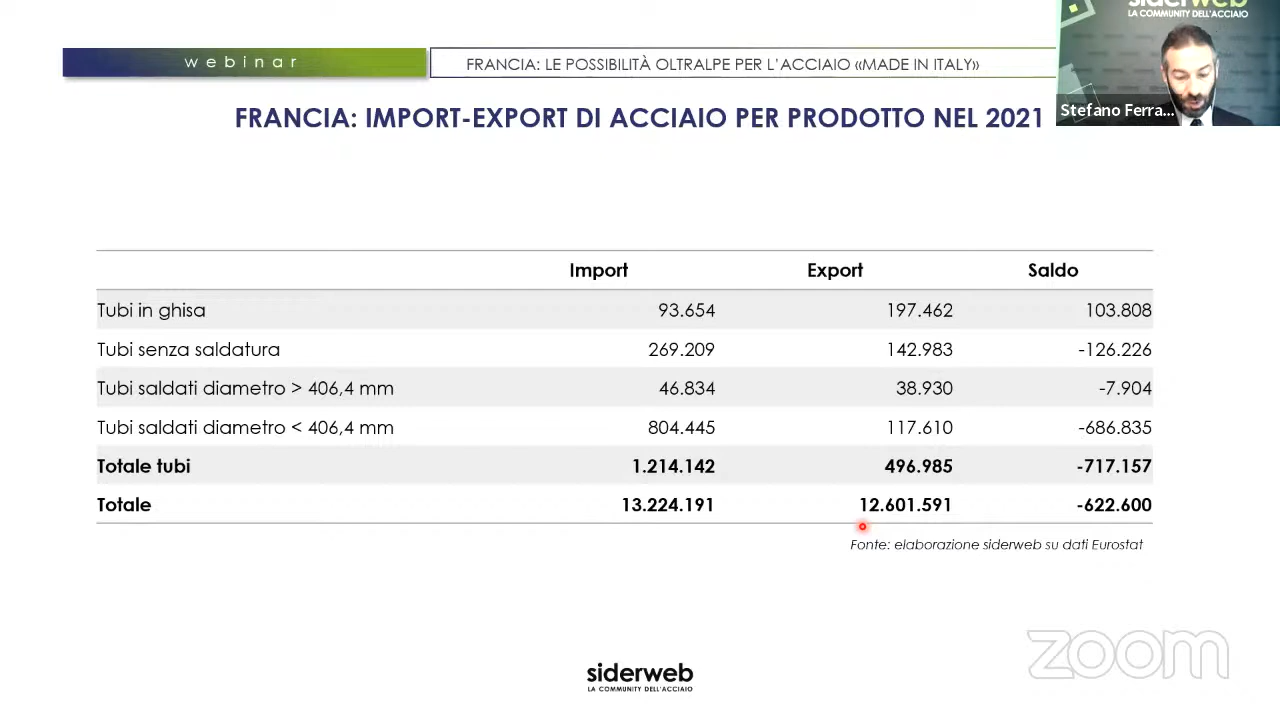 siderweb
LA COMMUNITY DELL'ACCIAIO
webinar
FRANCIA: LE POSSIBILITÀ OLTRALPE PER L'ACCIAIO «MADE IN ITALY»
Stefano Ferra...
FRANCIA: IMPORT-EXPORT DI ACCIAIO PER PRODOTTO NEL 2021
Import Export Saldo
Tubi in ghisa 93.654 197.462 103.808
Tubi senza saldatura 269.209 142.983 -126.226
Tubi saldati diametro > 406,4 mm 46.834 38.930 -7.904
Tubi saldati diametro < 406,4 mm 804.445 117.610 -686.835
Totale tubi 1.214.142 496.985 -717.157
Totale 13.224.191 12.601.591 -622.600
Fonte: elaborazione siderweb su dati Eurostat
zoom
siderweb
LA COMMUNITY DELL'ACCIAIO